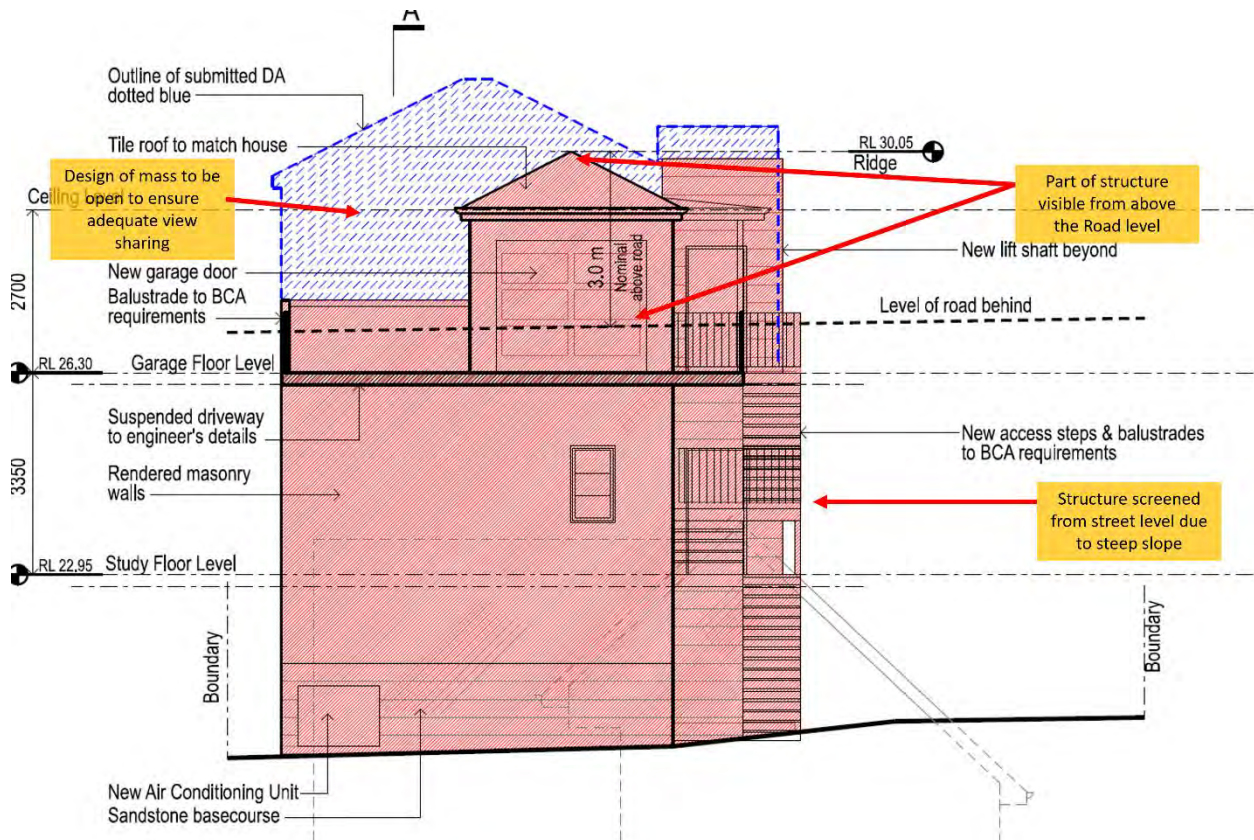 A
Outline of submitted DA
dotted blue
Tile roof to match house
RL 30,05
Ridge
Design of mass to be
open to ensure
adequate view
sharing
Part of structure
visible from above
the Road level
Ceiling Level
New garage door
3.0 m
Nominal
above road
New lift shaft beyond
Balustrade to BCA
requirements
2700
Level of road behind
RL 26,30
Garage Floor Level
Suspended driveway
to engineer's details
New access steps & balustrades
to BCA requirements
Rendered masonry
walls
3350
Structure screened
from street level due
to steep slope
RL 22,95
Study Floor Level
Boundary
Boundary
New Air Conditioning Unit
Sandstone basecourse